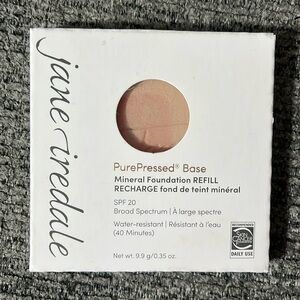 jane iredale
PurePressed® Base
Mineral Foundation REFILL
RECHARGE fond de teint minéral
SPF 20
Broad Spectrum | À large spectre
Water-resistant | Résistant à l'eau
(40 Minutes)
Net wt. 9.9 g/0.35 oz.
DAILY USE